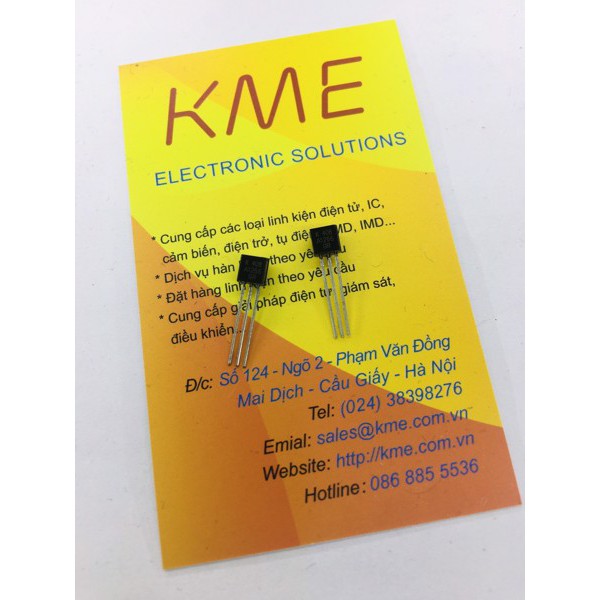 KME
ELECTRONIC SOLUTIONS
* Cung cấp các loại linh kiện điện tử, IC,
cảm biến, điện trở, tụ MD, IMD...
* Dịch vụ hàn theo yêu
* Đặt hàng theo yêu cầu
* Cung cấp pháp điện giám sát,
điều khiển
Đ/c: Số 124 - Ngõ 2 - Phạm Văn Đồng
Mai Dịch - Cầu Giấy - Hà Nội
Tel: (024) 38398276
Emial: sales@kme.com.vn
Website: http://kme.com.vn
Hotline: 086 885 5536